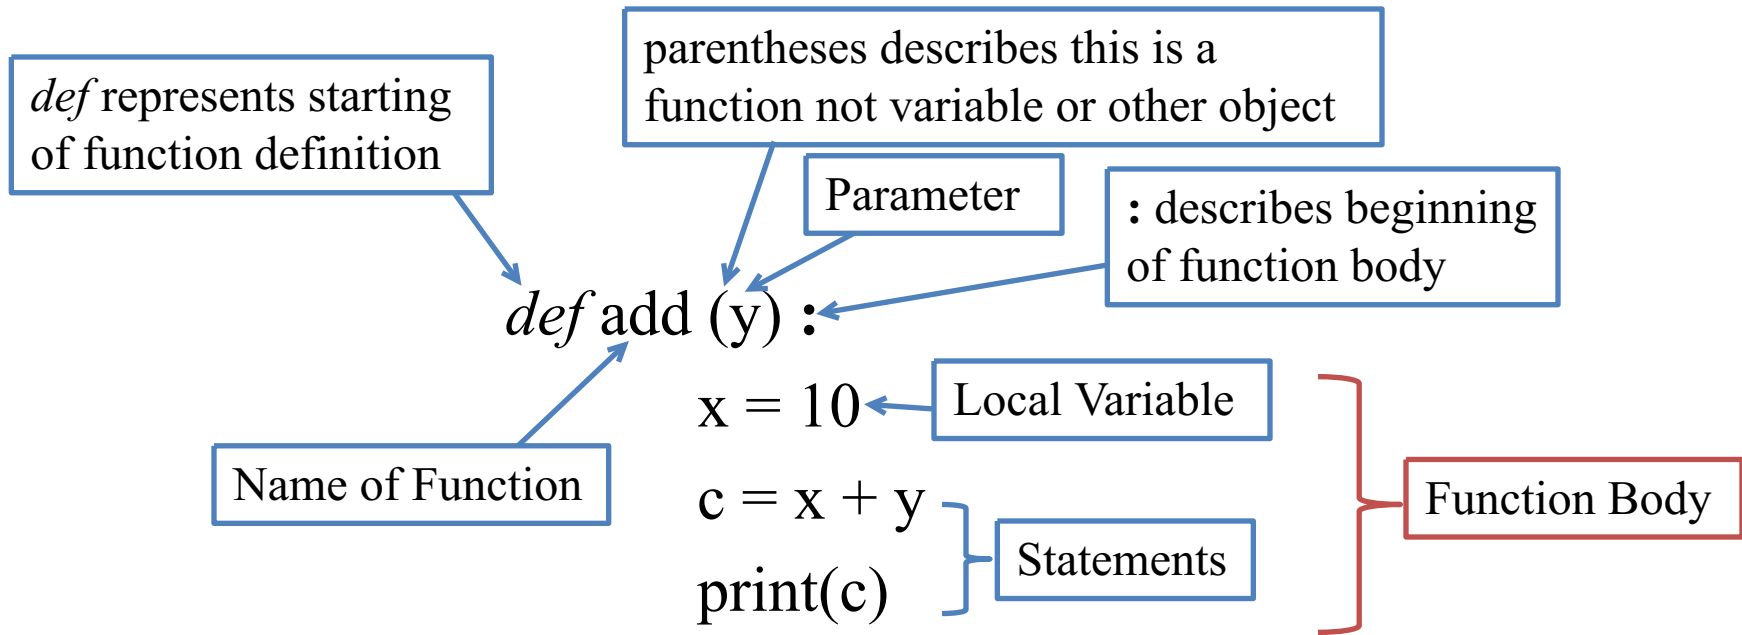 parentheses describes this is a
function not variable or other object
def represents starting
of function definition
Parameter
: describes beginning
of function body
def add (y) :
x = 10
Local Variable
Name of Function
c = x + y
Function Body
Statements
print(c)